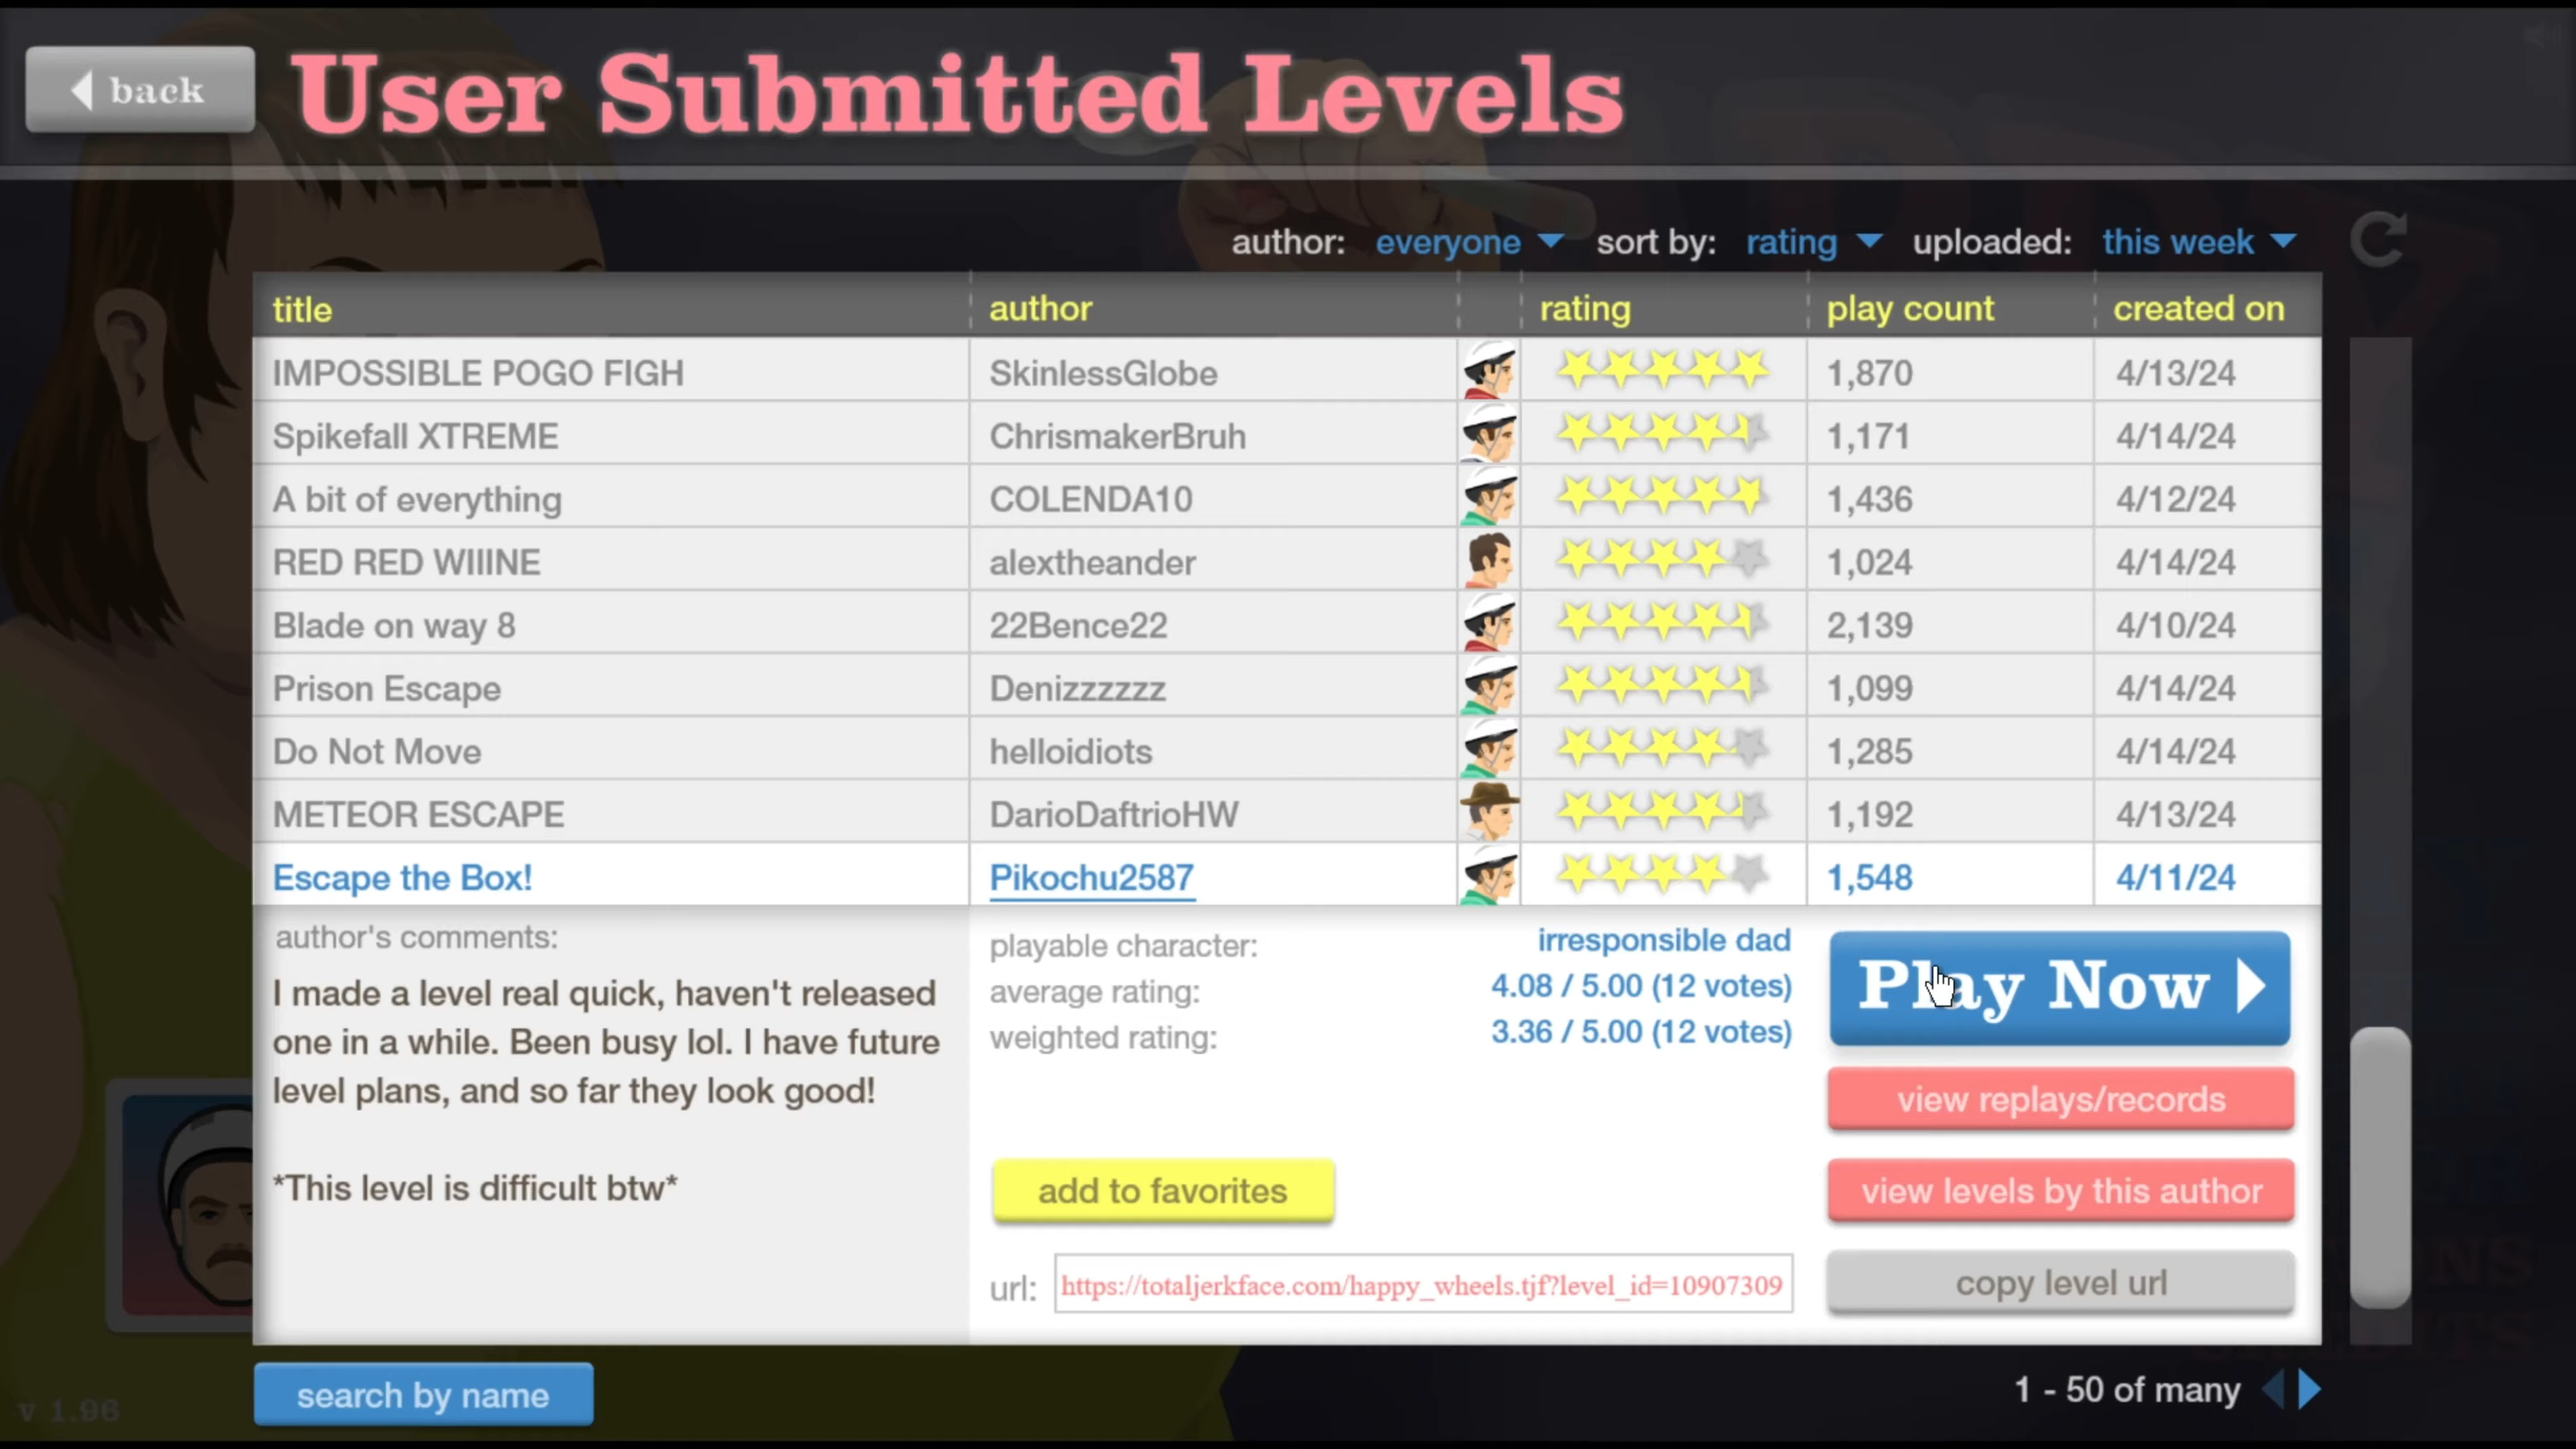 back
User Submitted Levels
author: everyone sort by: rating uploaded: this week
title author rating play count created on
IMPOSSIBLE POGO FIGH SkinlessGlobe 1,870 4/13/24
Spikefall XTREME ChrismakerBruh 1,171 4/14/24
A bit of everything COLENDA10 1,436 4/12/24
RED RED WIIINE alextheander 1,024 4/14/24
Blade on way 8 22Bence22 2,139 4/10/24
Prison Escape Denizzzzzz 1,099 4/14/24
Do Not Move helloidiots 1,285 4/14/24
METEOR ESCAPE DarioDaftrioHW 1,192 4/13/24
Escape the Box! Pikochu2587 1,548 4/11/24
author's comments:
I made a level real quick, haven't released
one in a while. Been busy lol. I have future
level plans, and so far they look good!
*This level is difficult btw*
playable character: irresponsible dad
average rating: 4.08 / 5.00 (12 votes)
weighted rating: 3.36 / 5.00 (12 votes)
add to favorites
url: https://totaljerkface.com/happy_wheels.tjf?level_id=10907309
Play Now
view replays/records
view levels by this author
copy level url
search by name
1 - 50 of many
v 1.96